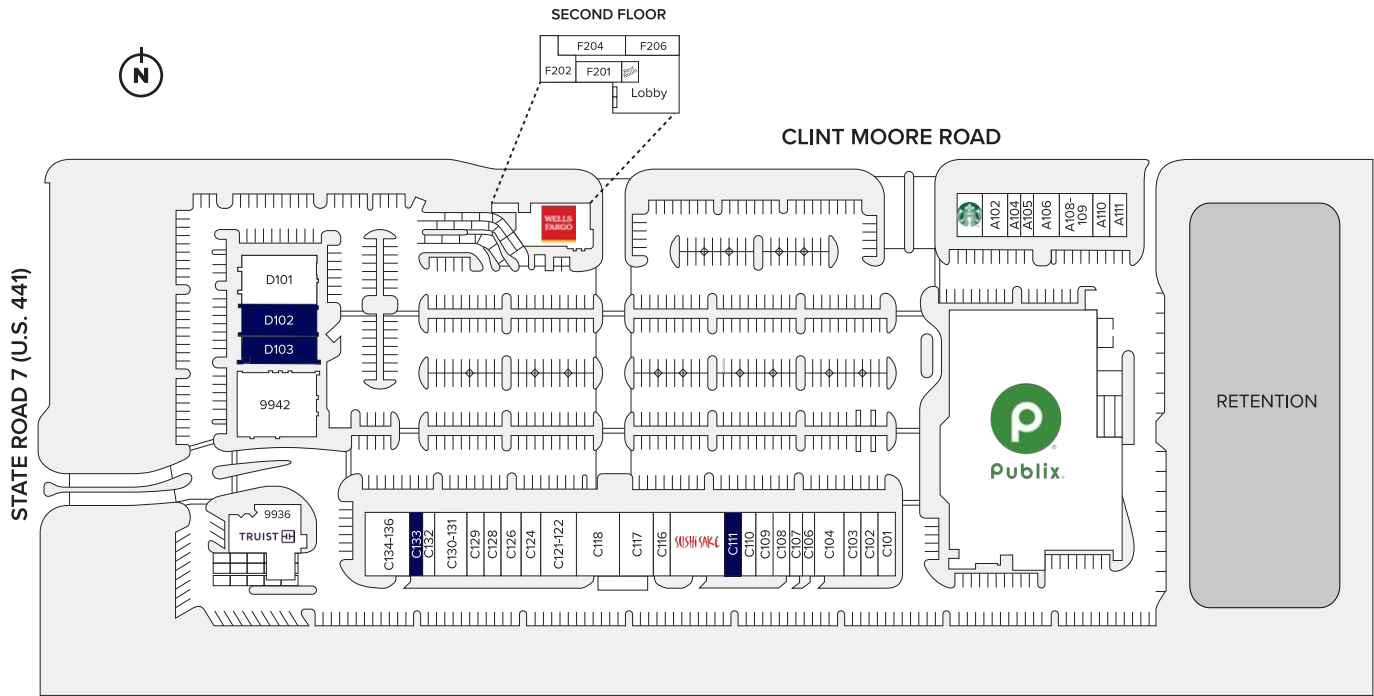 SECOND FLOOR
F204
F206
F202
F201
Rest
Room
Lobby
N
CLINT MOORE ROAD
STATE ROAD 7 (U.S. 441)
WELLS
FARGO
A102
A104
A105
A106
A108-
109
A110
A111
D101
D102
D103
9942
Publix.
RETENTION
9936
TRUIST
C134-136
C133
C132
C130-131
C129
C128
C126
C124
C121-122
C118
C117
C116
SUSHI SAKE
C111
C110
C109
C108
C107
C106
C104
C103
C102
C101